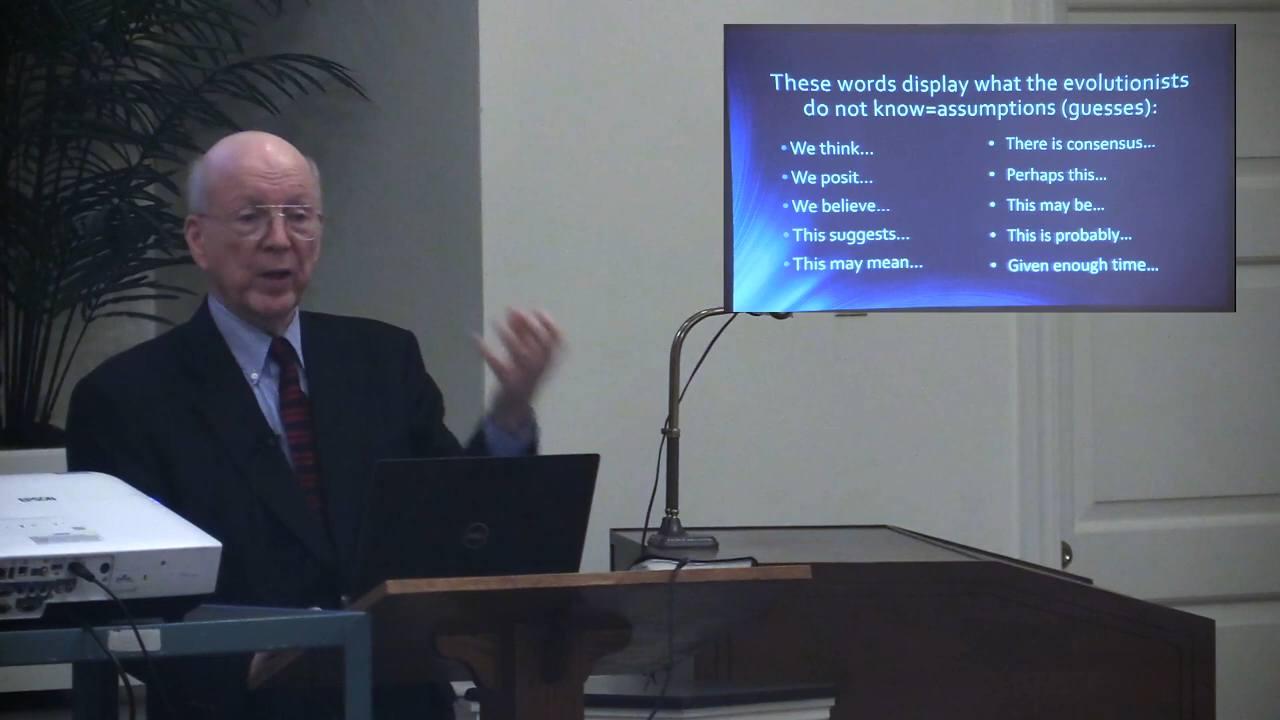 These words display what the evolutionists
do not know=assumptions (guesses):
• We think...
• We posit...
• We believe...
• This suggests...
• This may mean...
• There is consensus...
• Perhaps this...
• This may be...
• This is probably...
• Given enough time...
EPSON
DELL